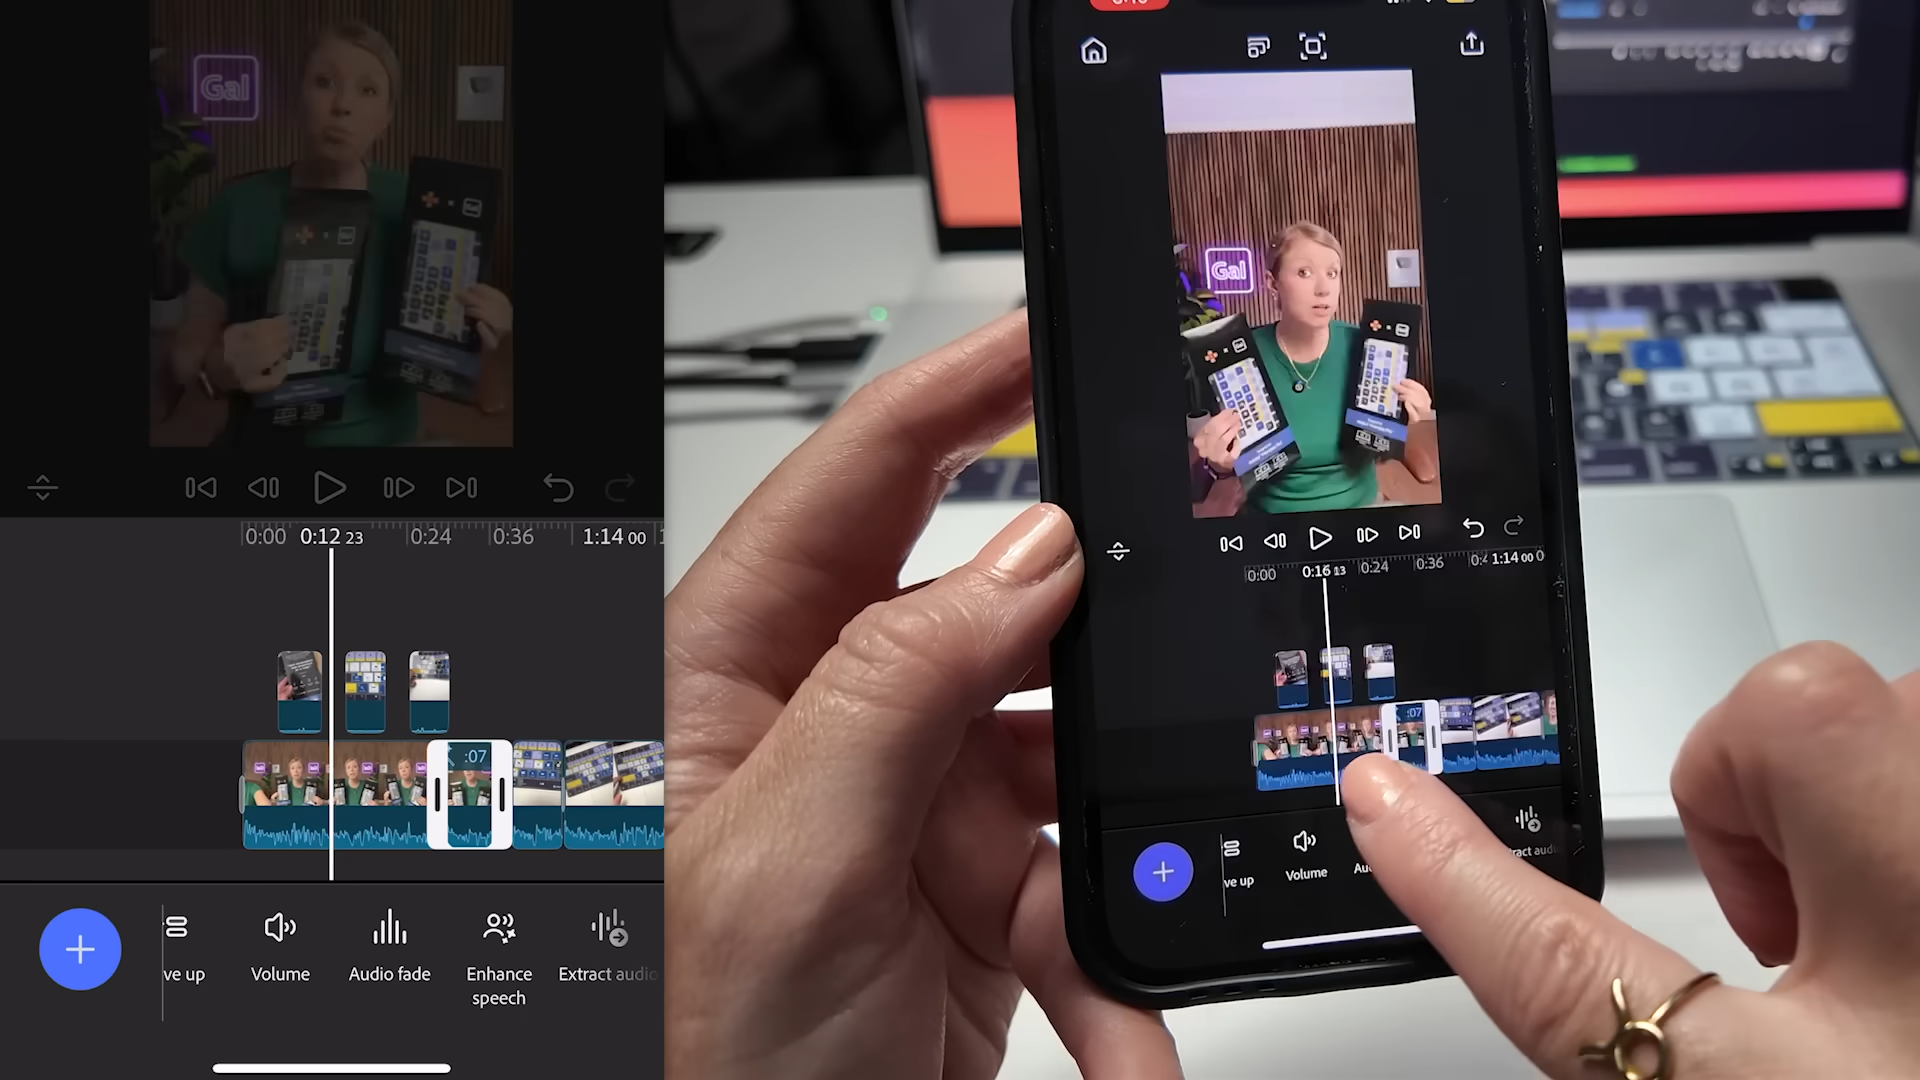 Gal
0:00
0:12 23
0:24
0:36
1:14 00
:07
ve up
Volume
Audio fade
Enhance
speech
Extract audio
Gal
0:00
0:16 13
0:24
0:36
1:14 00
:07
ve up
Volume